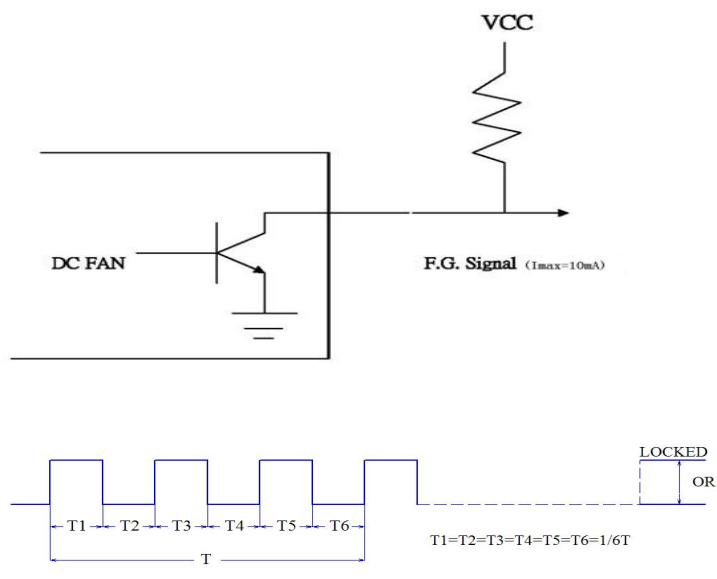 VCC
DC FAN
F.G. Signal (Imax=10mA)
LOCKED
OR
T1 T2 T3 T4 T5 T6
T1=T2=T3=T4=T5=T6=1/6T
T